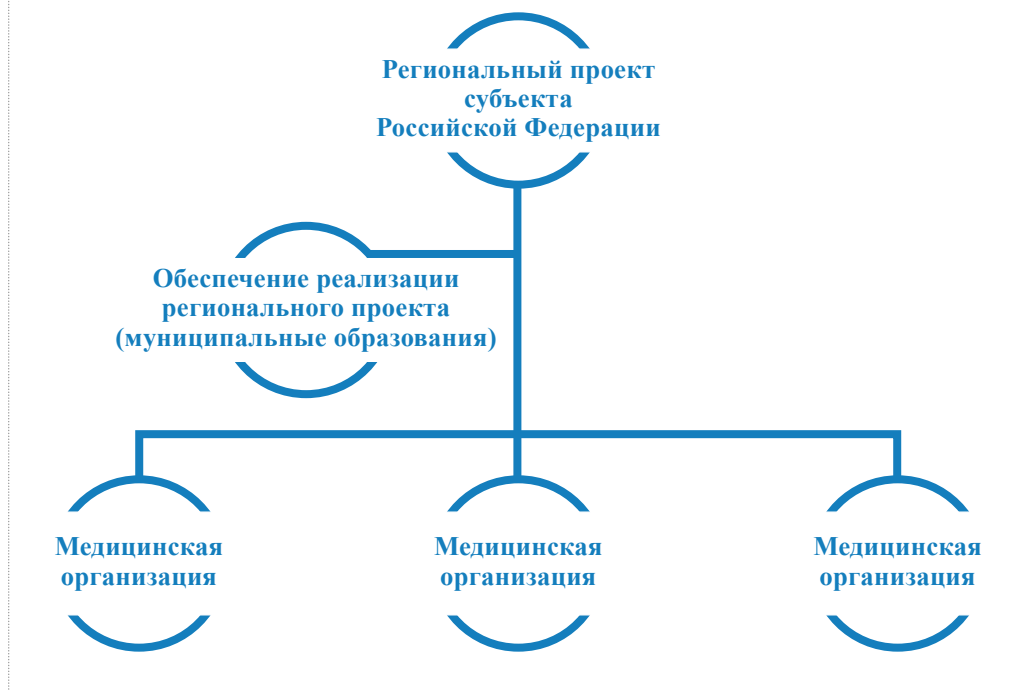 Региональный проект
субъекта
Российской Федерации
Обеспечение реализации
регионального проекта
(муниципальные образования)
Медицинская
организация
Медицинская
организация
Медицинская
организация